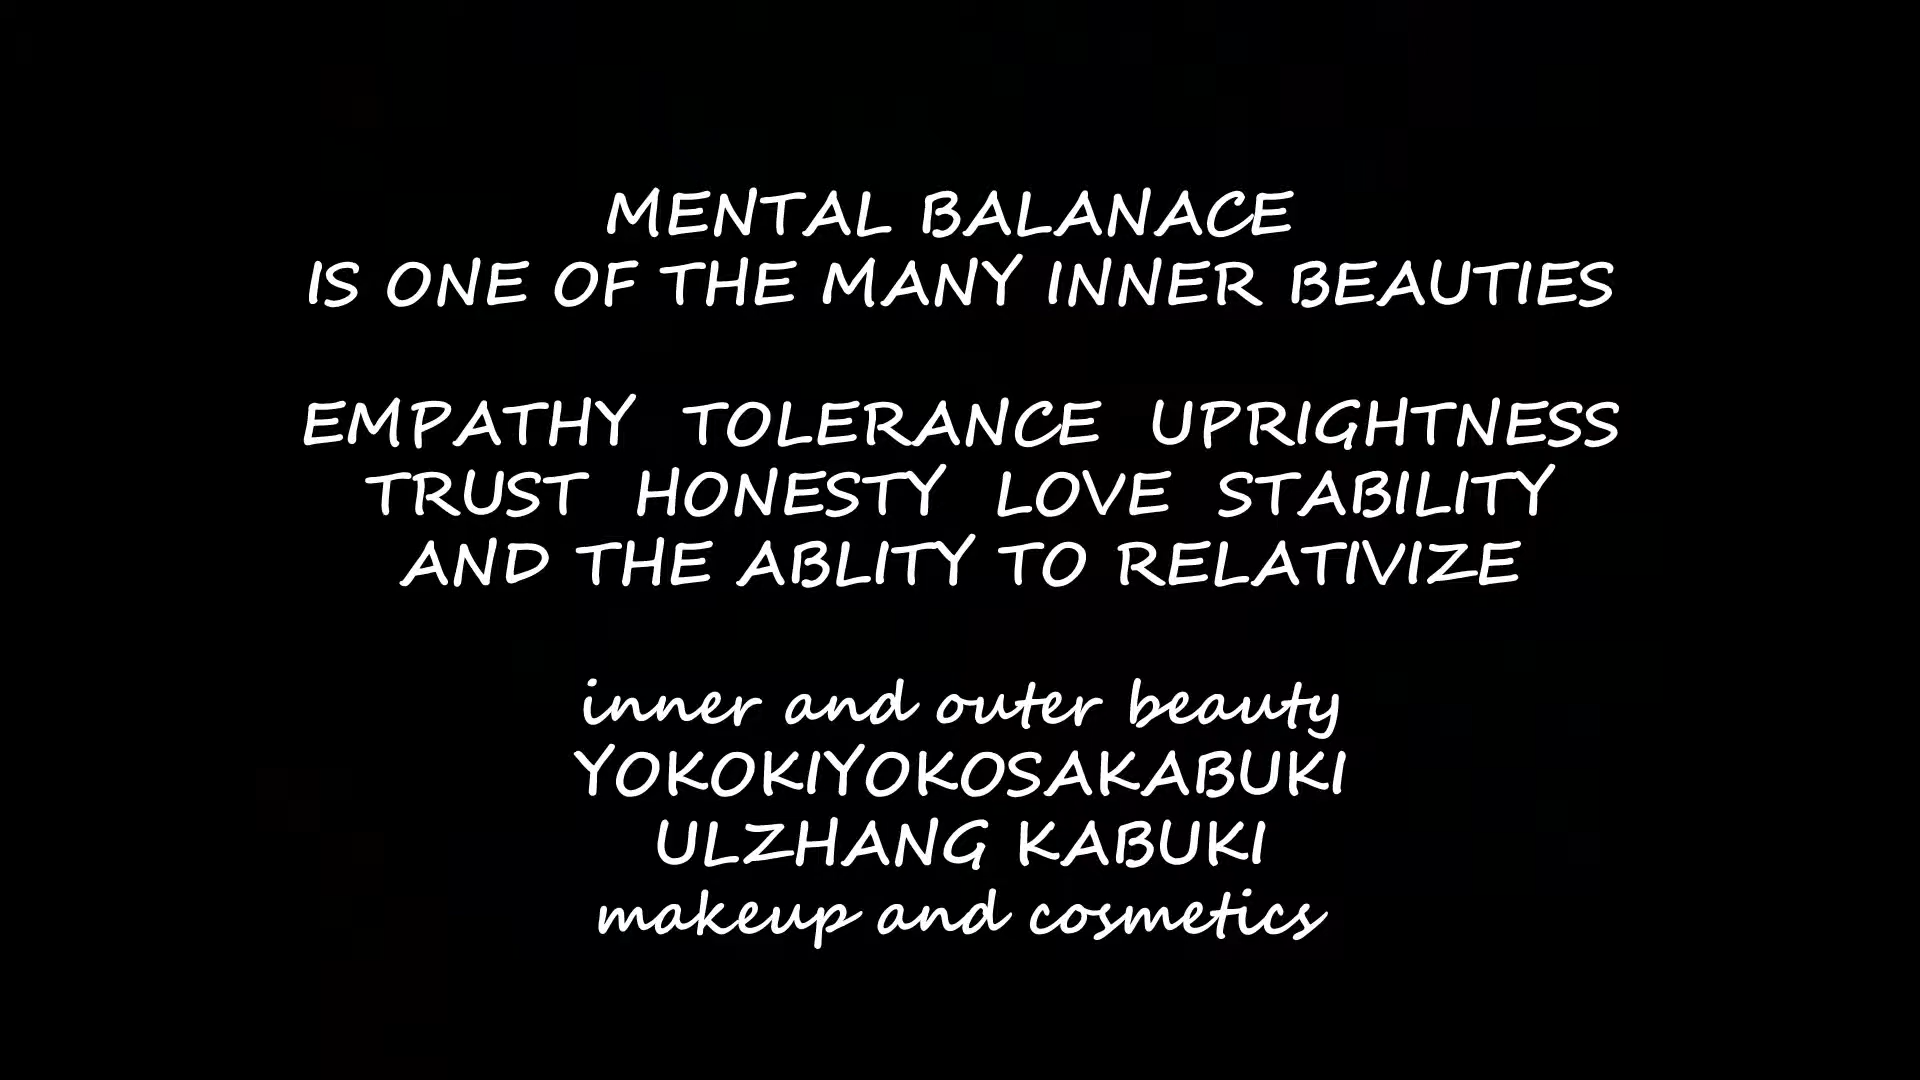 MENTAL BALANACE
IS ONE OF THE MANY INNER BEAUTIES
EMPATHY TOLERANCE UPRIGHTNESS
TRUST HONESTY LOVE STABILITY
AND THE ABLITY TO RELATIVIZE
inner and outer beauty
YOKOKIYOKOSAKABUKI
ULZHANG KABUKI
makeup and cosmetics